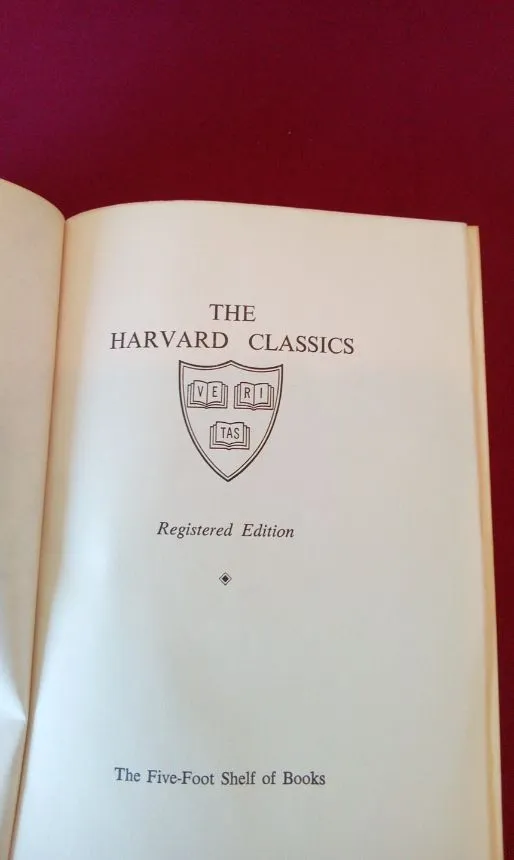 THE
HARVARD CLASSICS
VE RI
TAS
Registered Edition
The Five-Foot Shelf of Books